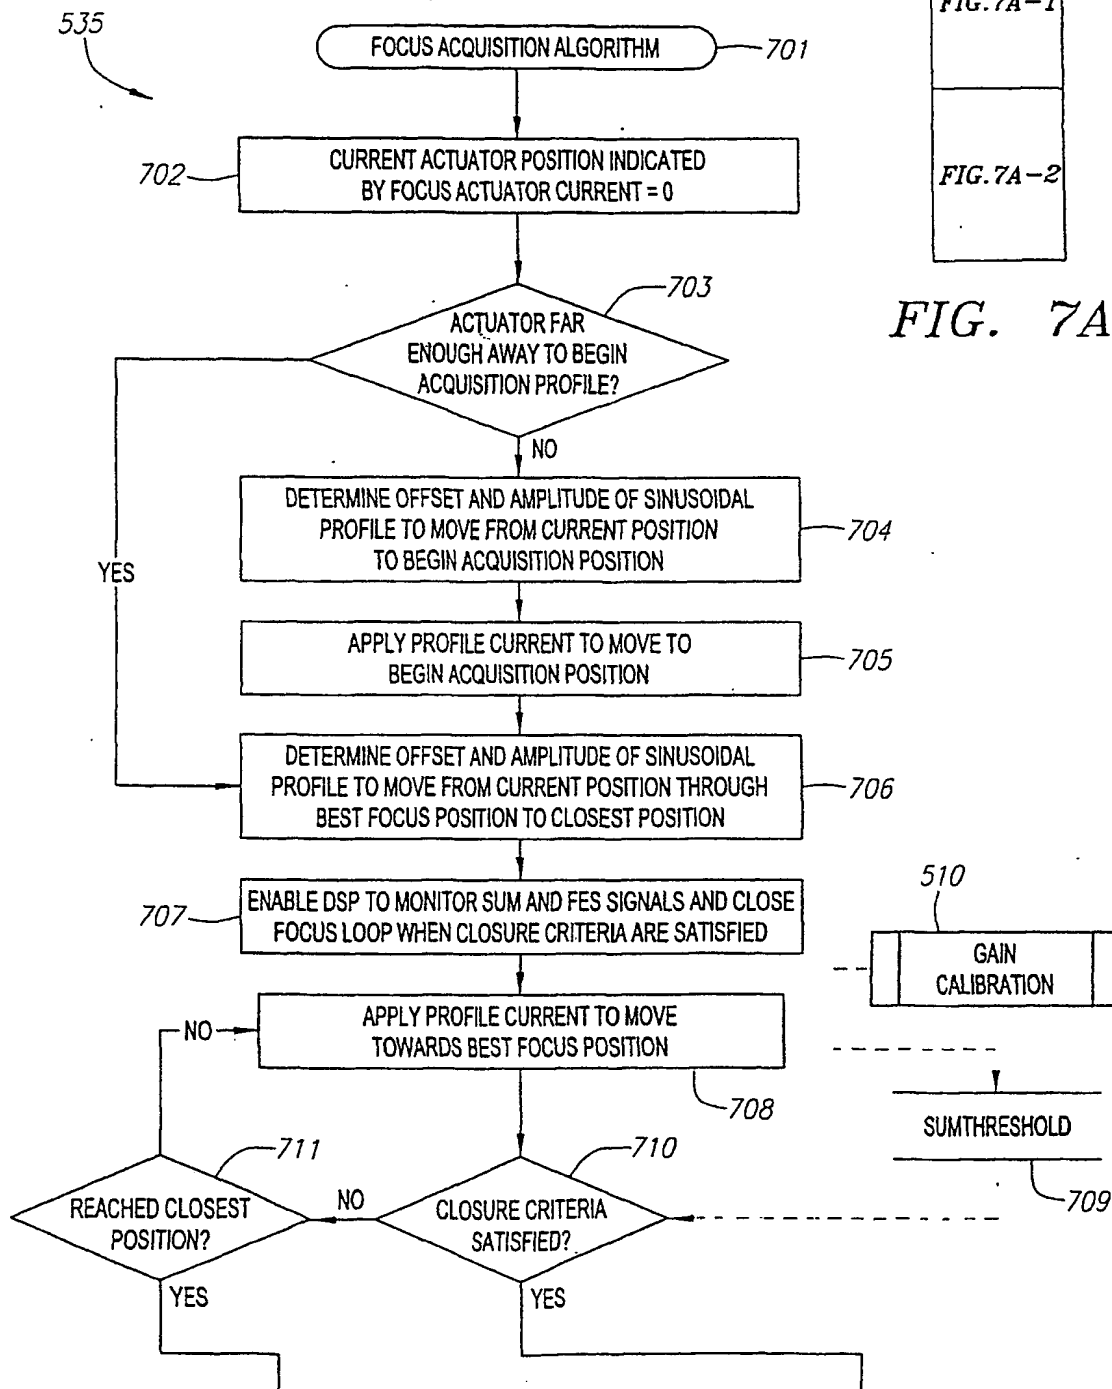 535
FOCUS ACQUISITION ALGORITHM
701
FIG. 7A-1
702
CURRENT ACTUATOR POSITION INDICATED
BY FOCUS ACTUATOR CURRENT = 0
FIG. 7A-2
FIG. 7A
703
ACTUATOR FAR
ENOUGH AWAY TO BEGIN
ACQUISITION PROFILE?
NO
YES
DETERMINE OFFSET AND AMPLITUDE OF SINUSOIDAL
PROFILE TO MOVE FROM CURRENT POSITION
TO BEGIN ACQUISITION POSITION
704
APPLY PROFILE CURRENT TO MOVE TO
BEGIN ACQUISITION POSITION
705
DETERMINE OFFSET AND AMPLITUDE OF SINUSOIDAL
PROFILE TO MOVE FROM CURRENT POSITION THROUGH
BEST FOCUS POSITION TO CLOSEST POSITION
706
707
ENABLE DSP TO MONITOR SUM AND FES SIGNALS AND CLOSE
FOCUS LOOP WHEN CLOSURE CRITERIA ARE SATISFIED
510
GAIN
CALIBRATION
NO
APPLY PROFILE CURRENT TO MOVE
TOWARDS BEST FOCUS POSITION
708
SUMTHRESHOLD
709
711
REACHED CLOSEST
POSITION?
NO
710
CLOSURE CRITERIA
SATISFIED?
YES
YES